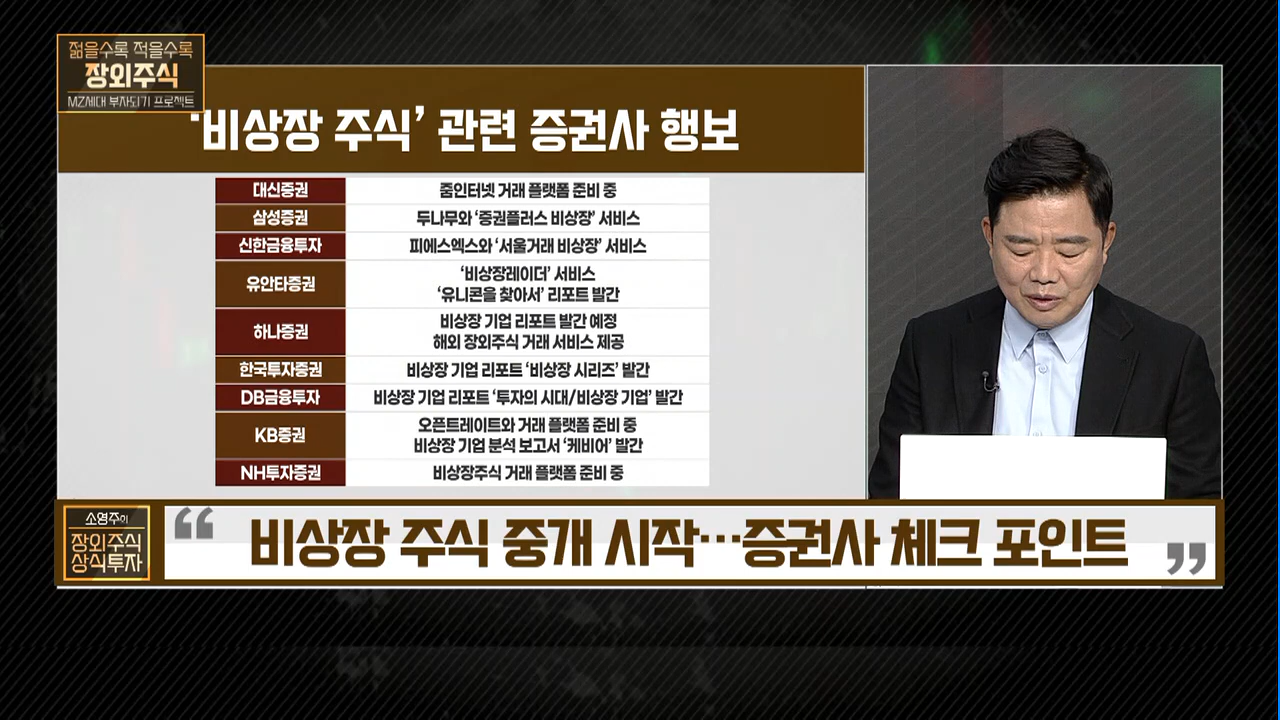 젊을수록 적을수록
장외주식
MZ세대 부자되기 프로젝트
‘비상장 주식’ 관련 증권사 행보
대신증권 줌인터넷 거래 플랫폼 준비 중
삼성증권 두나무와 ‘증권플러스 비상장’ 서비스
신한금융투자 피에스엑스와 ‘서울거래 비상장’ 서비스
유안타증권 ‘비상장레이더’ 서비스
‘유니콘을 찾아서’ 리포트 발간
하나증권 비상장 기업 리포트 발간 예정
해외 장외주식 거래 서비스 제공
한국투자증권 비상장 기업 리포트 ‘비상장 시리즈’ 발간
DB금융투자 비상장 기업 리포트 ‘투자의 시대/비상장 기업’ 발간
KB증권 오픈트레이트와 거래 플랫폼 준비 중
비상장 기업 분석 보고서 ‘케비어’ 발간
NH투자증권 비상장주식 거래 플랫폼 준비 중
소영주의
장외주식
상식투자
“ 비상장 주식 중개 시작…증권사 체크 포인트 ”